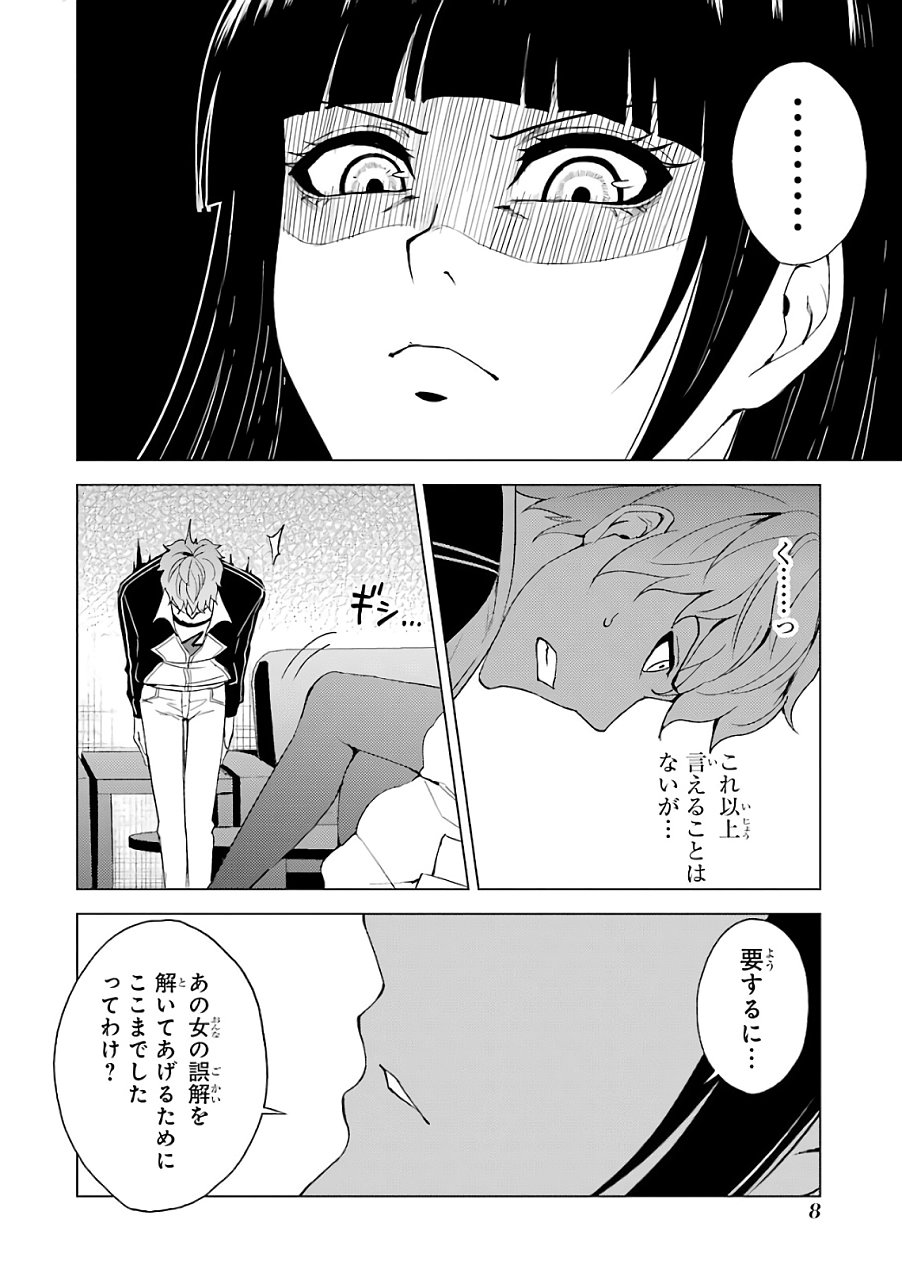 ・・・・・・・・
く……っ
これ以上
言えることは
ないが…
ギシ…
要するに…
あの女の誤解を
解いてあげるために
ここまでした
ってわけ?
8